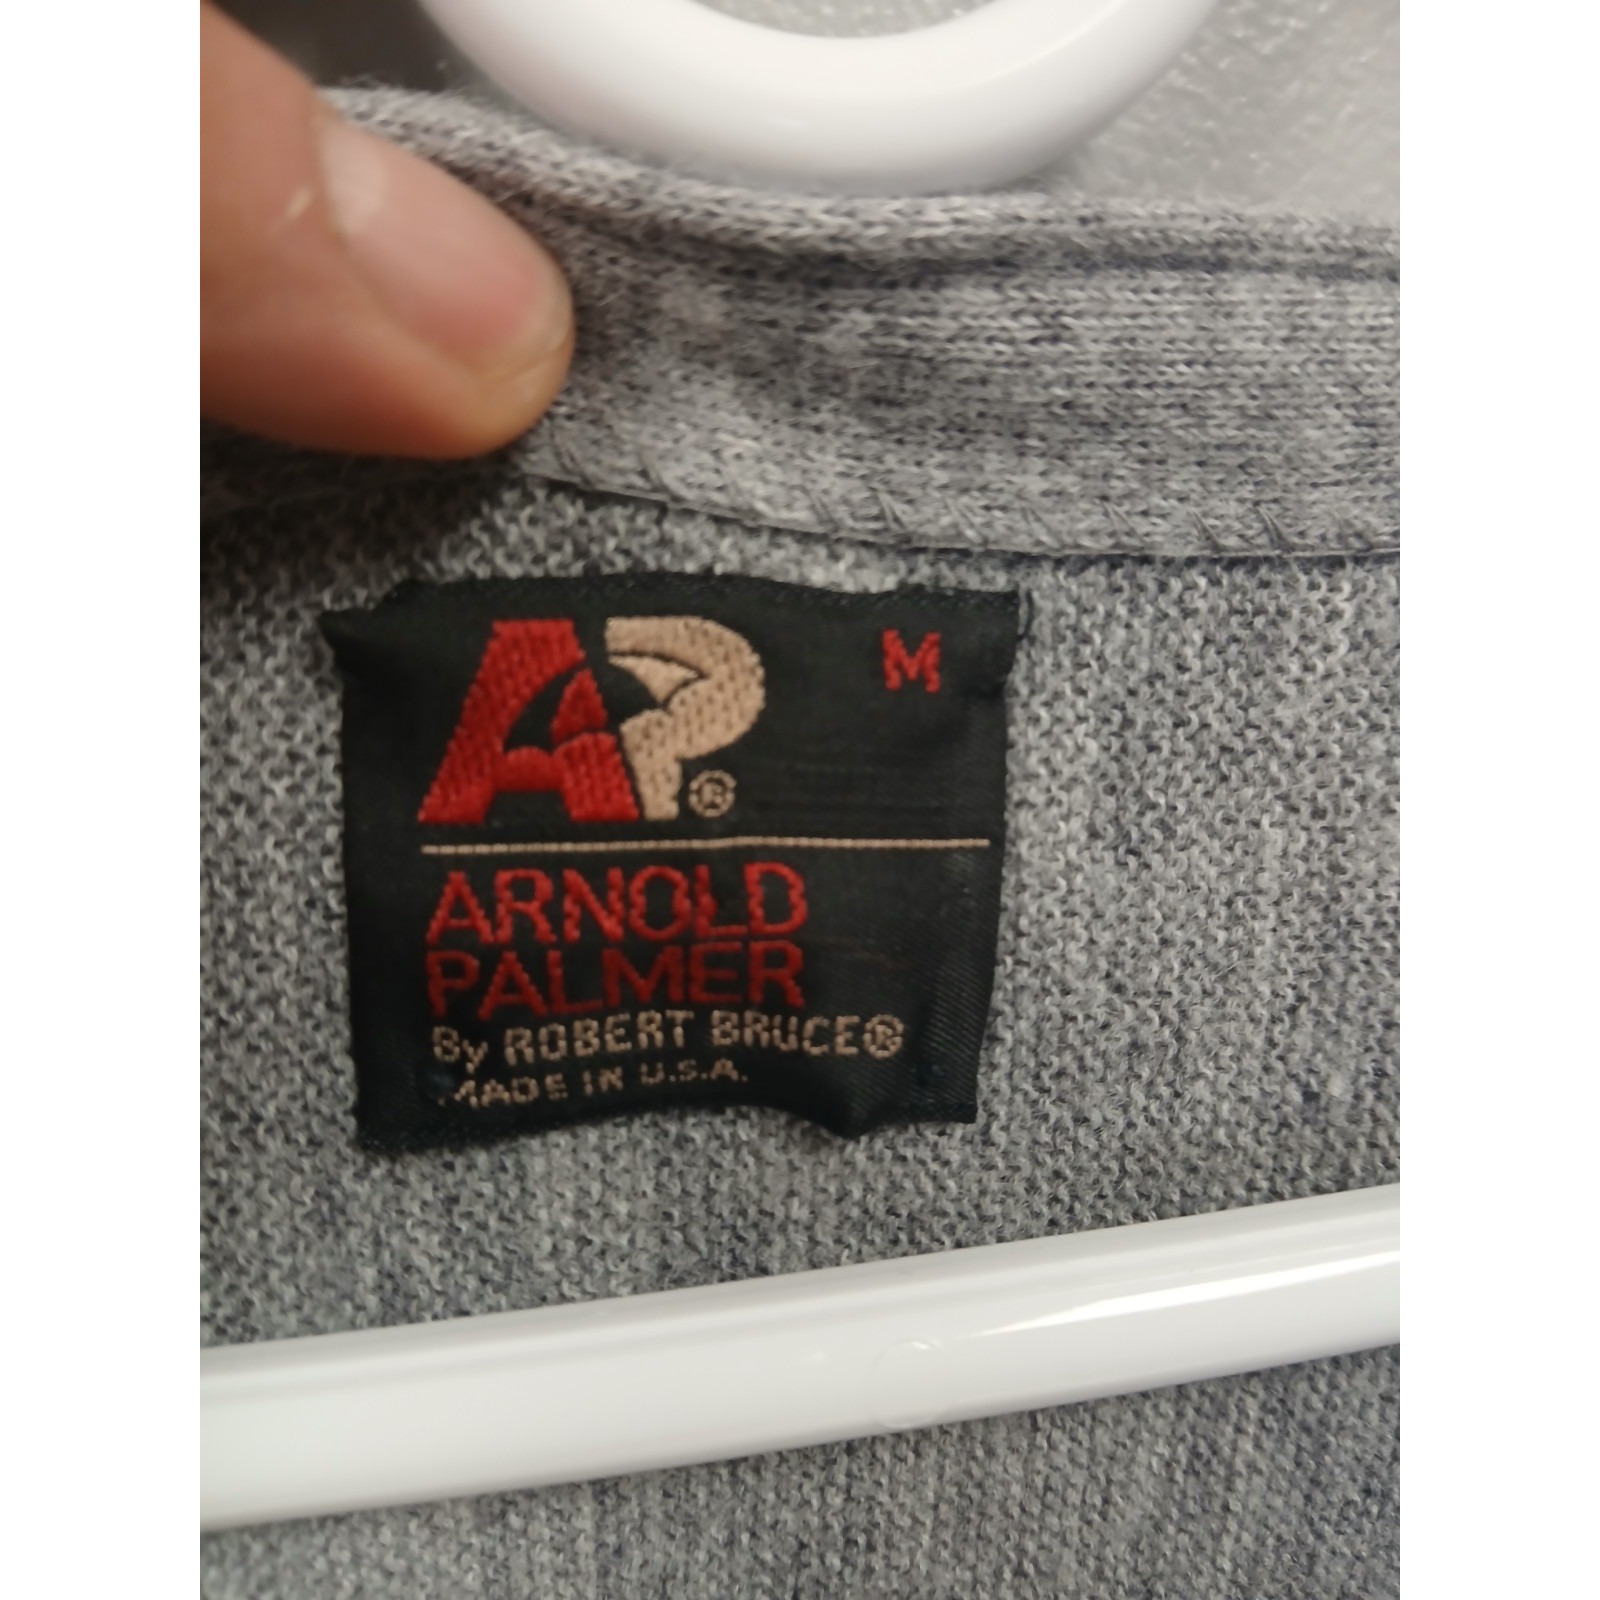 AP® M
ARNOLD
PALMER
By ROBERT BRUCE®
MADE IN U.S.A.